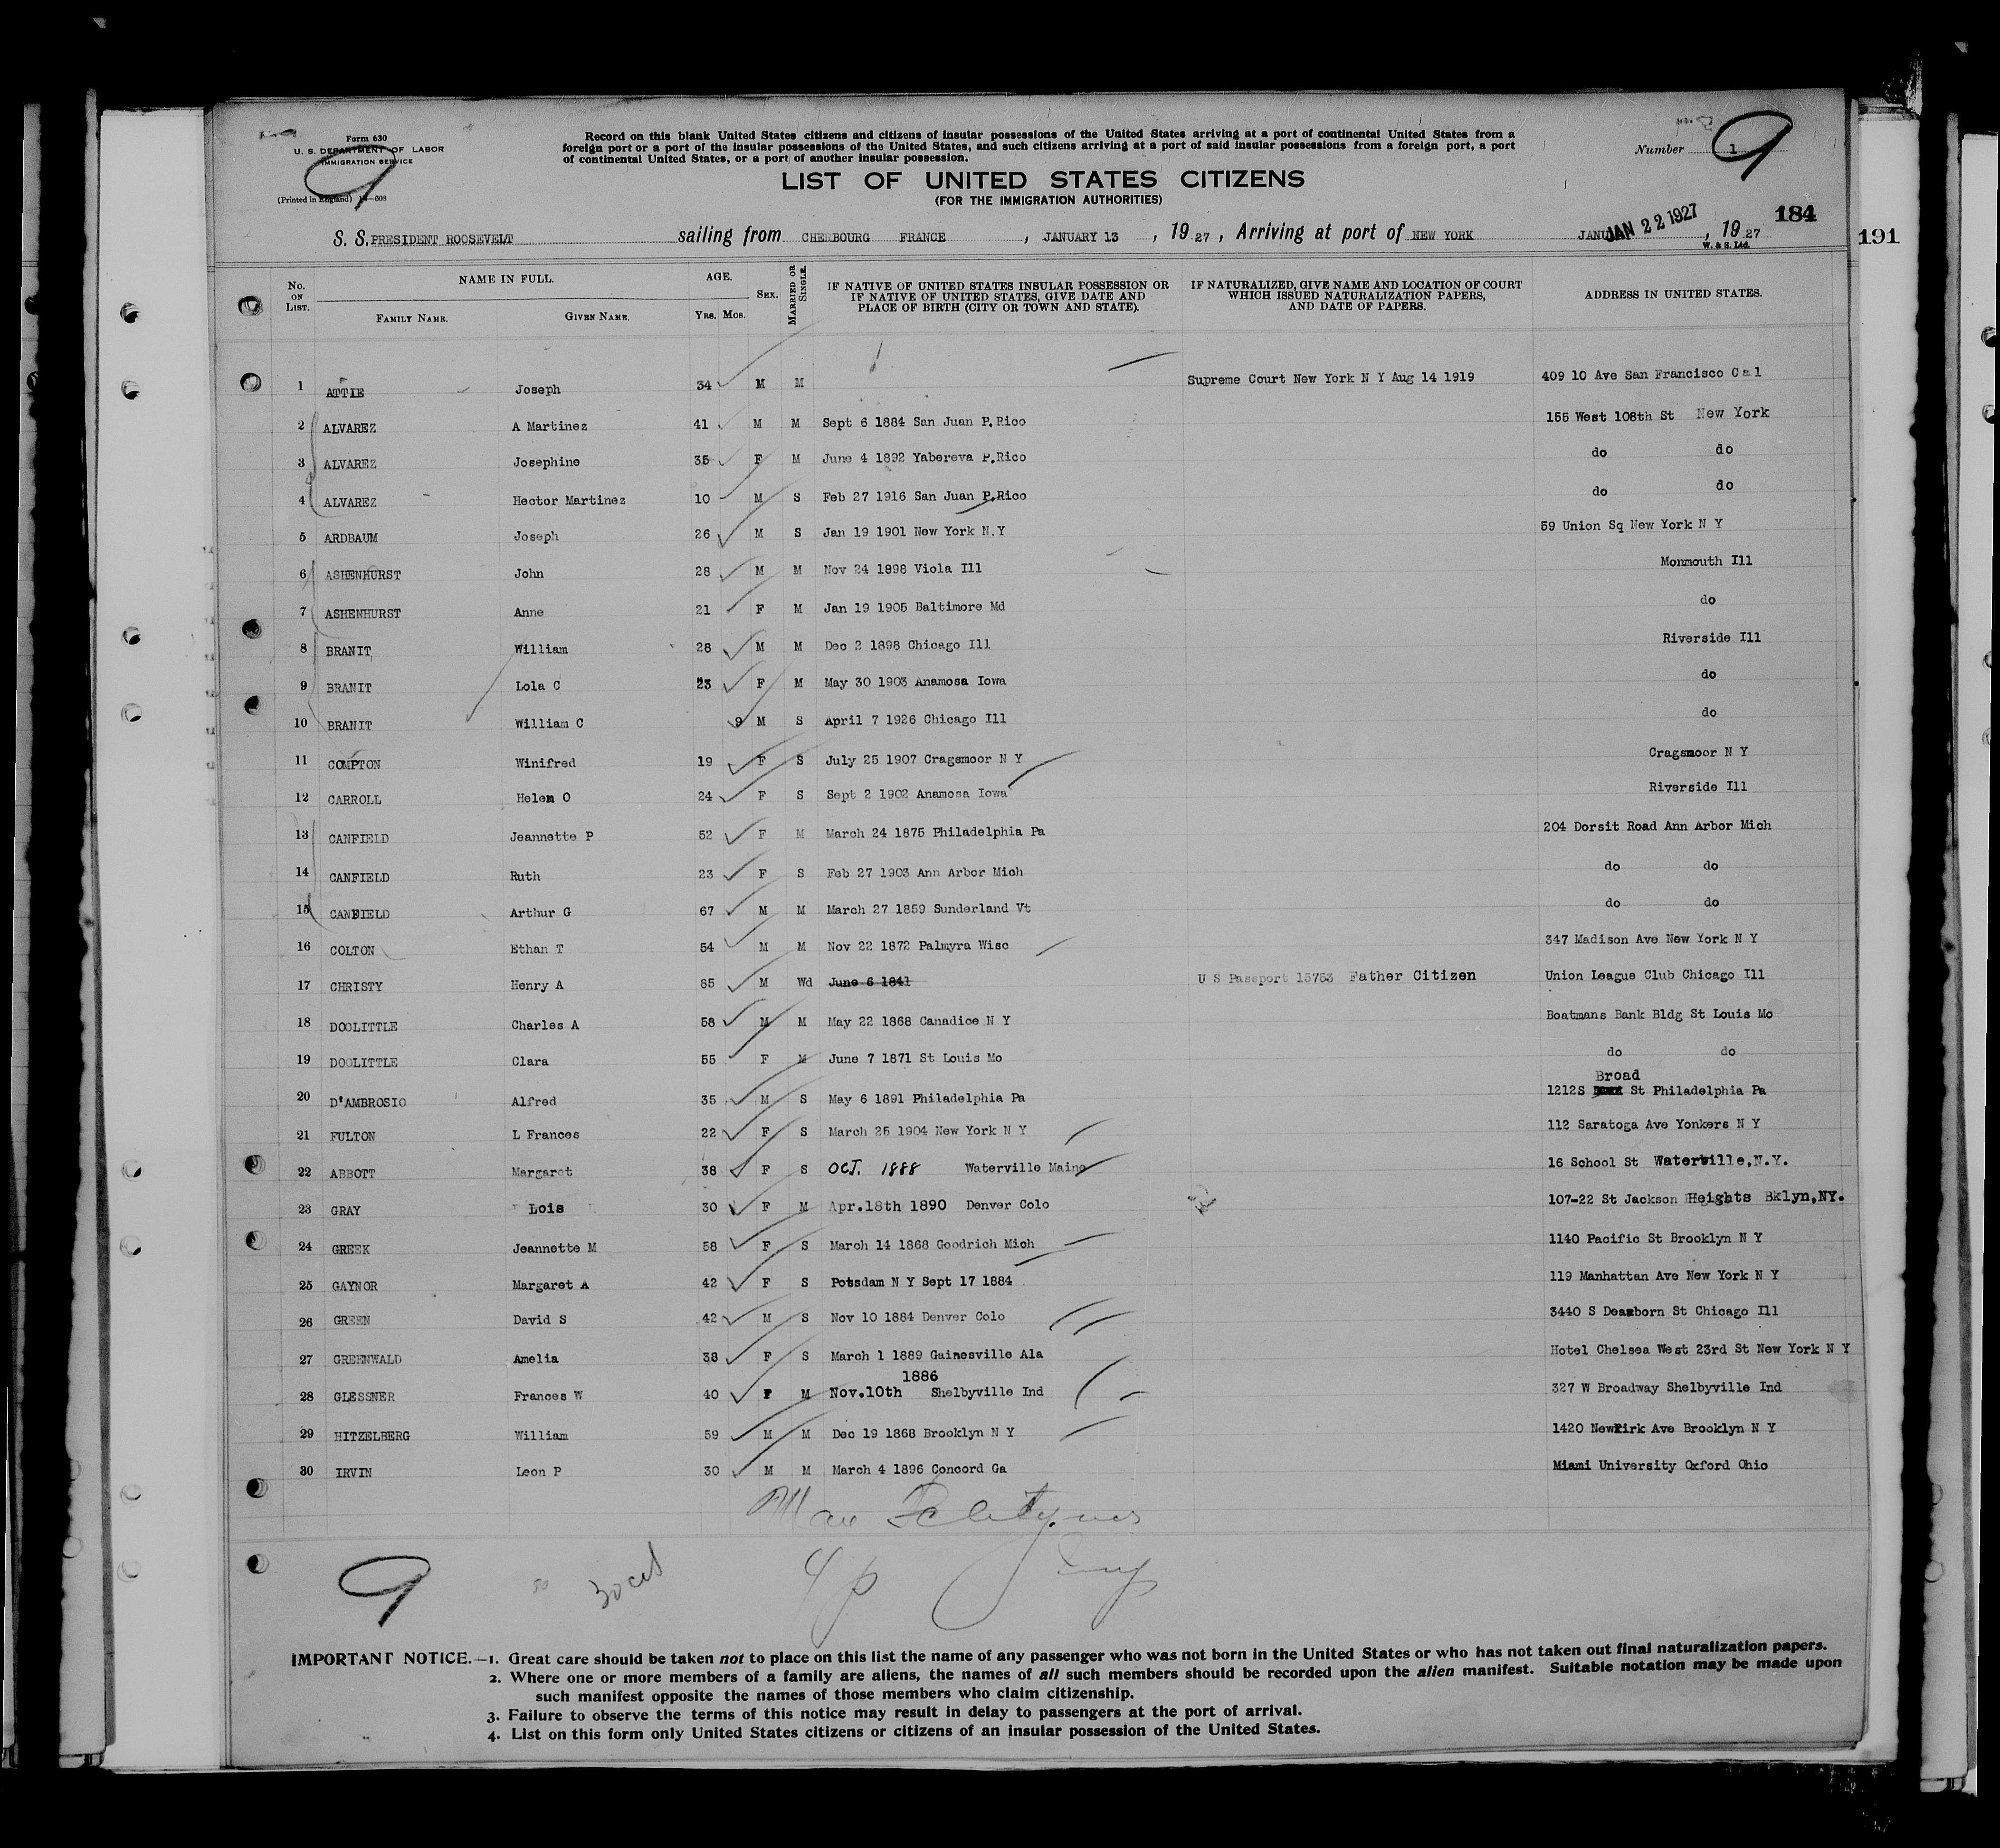 Form 630
U. S. DEPARTMENT OF LABOR
IMMIGRATION SERVICE
(Printed in England) 14—608
Record on this blank United States citizens and citizens of insular possessions of the United States arriving at a port of continental United States from a
foreign port or a port of the insular possessions of the United States, and such citizens arriving at a port of said insular possessions from a foreign port, a port
of continental United States, or a port of another insular possession.
Number 1
9
9
LIST OF UNITED STATES CITIZENS
(FOR THE IMMIGRATION AUTHORITIES)
184
191
S. S. PRESIDENT ROOSEVELT sailing from CHERBOURG FRANCE, JANUARY 13, 19 27, Arriving at port of NEW YORK JAN 22 1927, 19 27
W. & S. Ltd.
No. ON LIST. NAME IN FULL. FAMILY NAME. GIVEN NAME. AGE. YRS. MOS. SEX. MARRIED OR SINGLE. IF NATIVE OF UNITED STATES INSULAR POSSESSION OR IF NATIVE OF UNITED STATES, GIVE DATE AND PLACE OF BIRTH (CITY OR TOWN AND STATE). IF NATURALIZED, GIVE NAME AND LOCATION OF COURT WHICH ISSUED NATURALIZATION PAPERS, AND DATE OF PAPERS. ADDRESS IN UNITED STATES.
1 ATTIE Joseph 34 M M Supreme Court New York N Y Aug 14 1919 409 10 Ave San Francisco Cal
2 ALVAREZ A Martinez 41 M M Sept 6 1884 San Juan P.Rico 155 West 108th St New York
3 ALVAREZ Josephine 35 F M June 4 1892 Yabereva P.Rico do do
4 ALVAREZ Hector Martinez 10 M S Feb 27 1916 San Juan P.Rico do do
5 ARDBAUM Joseph 26 M S Jan 19 1901 New York N.Y 59 Union Sq New York N Y
6 ASHENHURST John 28 M M Nov 24 1898 Viola Ill Monmouth Ill
7 ASHENHURST Anne 21 F M Jan 19 1905 Baltimore Md do
8 BRANIT William 28 M M Dec 2 1898 Chicago Ill Riverside Ill
9 BRANIT Lola C 23 F M May 30 1903 Anamosa Iowa do
10 BRANIT William C 9 M S April 7 1926 Chicago Ill do
11 COMPTON Winifred 19 F S July 25 1907 Cragsmoor N Y Cragsmoor N Y
12 CARROLL Helen O 24 F S Sept 2 1902 Anamosa Iowa Riverside Ill
13 CANFIELD Jeannette P 52 F M March 24 1875 Philadelphia Pa 204 Dorsit Road Ann Arbor Mich
14 CANFIELD Ruth 23 F S Feb 27 1903 Ann Arbor Mich do do
15 CANFIELD Arthur G 67 M M March 27 1859 Sunderland Vt do do
16 COLTON Ethan T 54 M M Nov 22 1872 Palmyra Wisc 347 Madison Ave New York N Y
17 CHRISTY Henry A 85 M Wd June 6 1841 U S Passport 15753 Father Citizen Union League Club Chicago Ill
18 DOOLITTLE Charles A 58 M M May 22 1868 Canadice N Y Boatmans Bank Bldg St Louis Mo
19 DOOLITTLE Clara 55 F M June 7 1871 St Louis Mo do do
20 D'AMBROSIO Alfred 35 M S May 6 1891 Philadelphia Pa 1212S Broad St Philadelphia Pa
21 FULTON L Frances 22 F S March 25 1904 New York N Y 112 Saratoga Ave Yonkers N Y
22 ABBOTT Margaret 38 F S OCT. 1888 Waterville Maine 16 School St Waterville,N.Y.
23 GRAY Lois 30 F M Apr.18th 1890 Denver Colo 107-22 St Jackson Heights Bklyn,NY.
24 GREEK Jeannette M 58 F S March 14 1868 Goodrich Mich 1140 Pacific St Brooklyn N Y
25 GAYNOR Margaret A 42 F S Potsdam N Y Sept 17 1884 119 Manhattan Ave New York N Y
26 GREEN David S 42 M S Nov 10 1884 Denver Colo 3440 S Dearborn St Chicago Ill
27 GREENWALD Amelia 38 F S March 1 1889 Gainesville Ala Hotel Chelsea West 23rd St New York N Y
28 GLESSNER Frances W 40 F M Nov.10th 1886 Shelbyville Ind 327 W Broadway Shelbyville Ind
29 HITZELBERG William 59 M M Dec 19 1868 Brooklyn N Y 1420 Newkirk Ave Brooklyn N Y
30 IRVIN Leon P 30 M M March 4 1896 Concord Ga Miami University Oxford Ohio
9
IMPORTANT NOTICE.—1. Great care should be taken not to place on this list the name of any passenger who was not born in the United States or who has not taken out final naturalization papers.
2. Where one or more members of a family are aliens, the names of all such members should be recorded upon the alien manifest. Suitable notation may be made upon
such manifest opposite the names of those members who claim citizenship.
3. Failure to observe the terms of this notice may result in delay to passengers at the port of arrival.
4. List on this form only United States citizens or citizens of an insular possession of the United States.